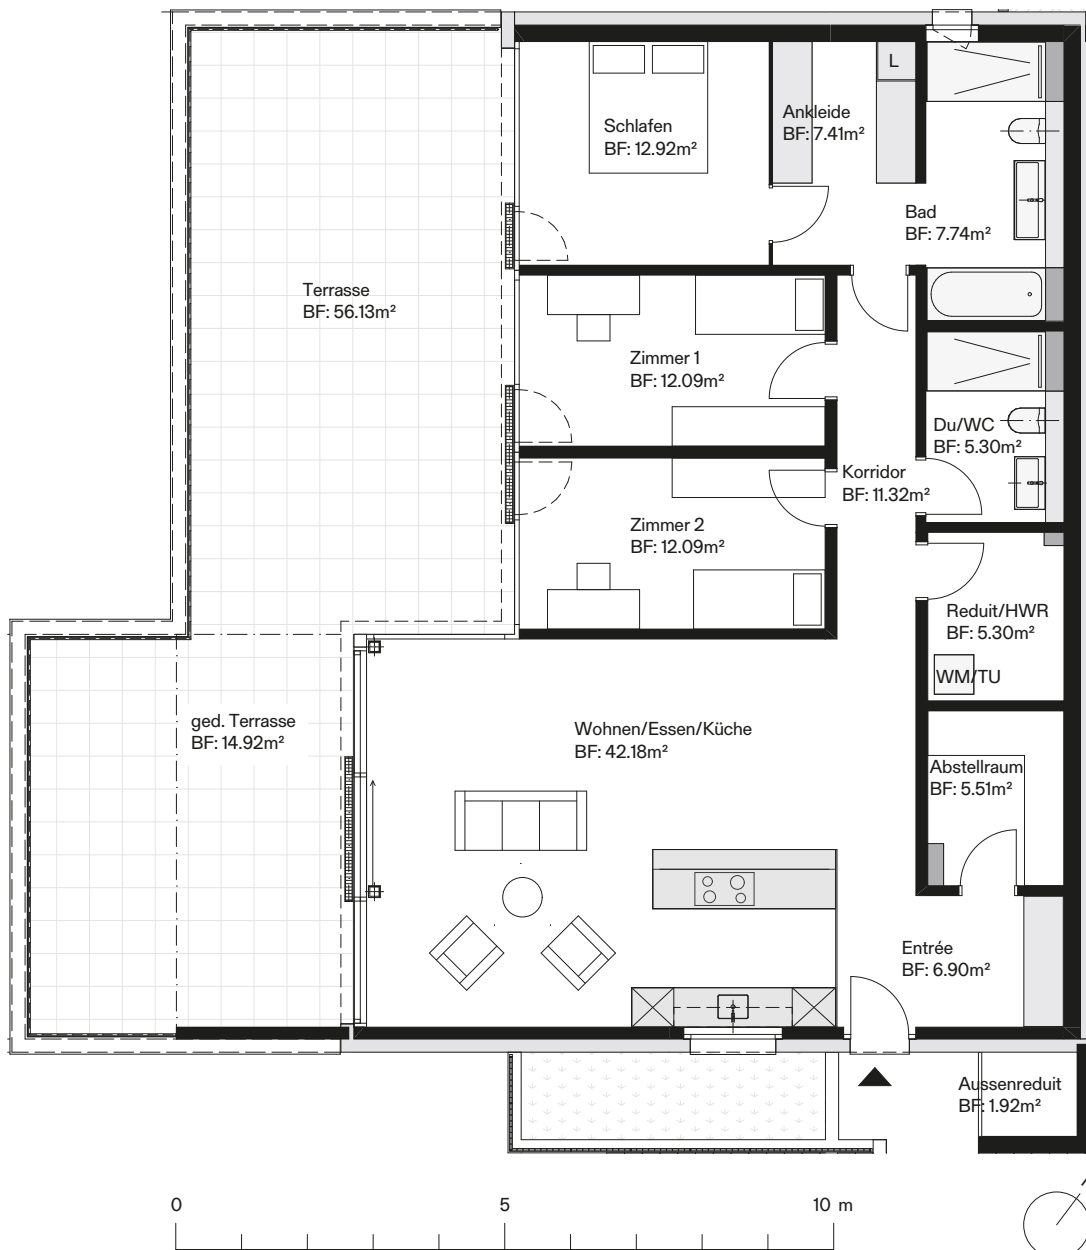 L
Ankleide
BF: 7.41m²
Schlafen
BF: 12.92m²
Bad
BF: 7.74m²
Terrasse
BF: 56.13m²
Zimmer 1
BF: 12.09m²
Du/WC
BF: 5.30m²
Korridor
BF: 11.32m²
Zimmer 2
BF: 12.09m²
Reduit/HWR
BF: 5.30m²
WM/TU
ged. Terrasse
BF: 14.92m²
Wohnen/Essen/Küche
BF: 42.18m²
Abstellraum
BF: 5.51m²
Entrée
BF: 6.90m²
Aussenreduit
BF: 1.92m²
0 5 10 m